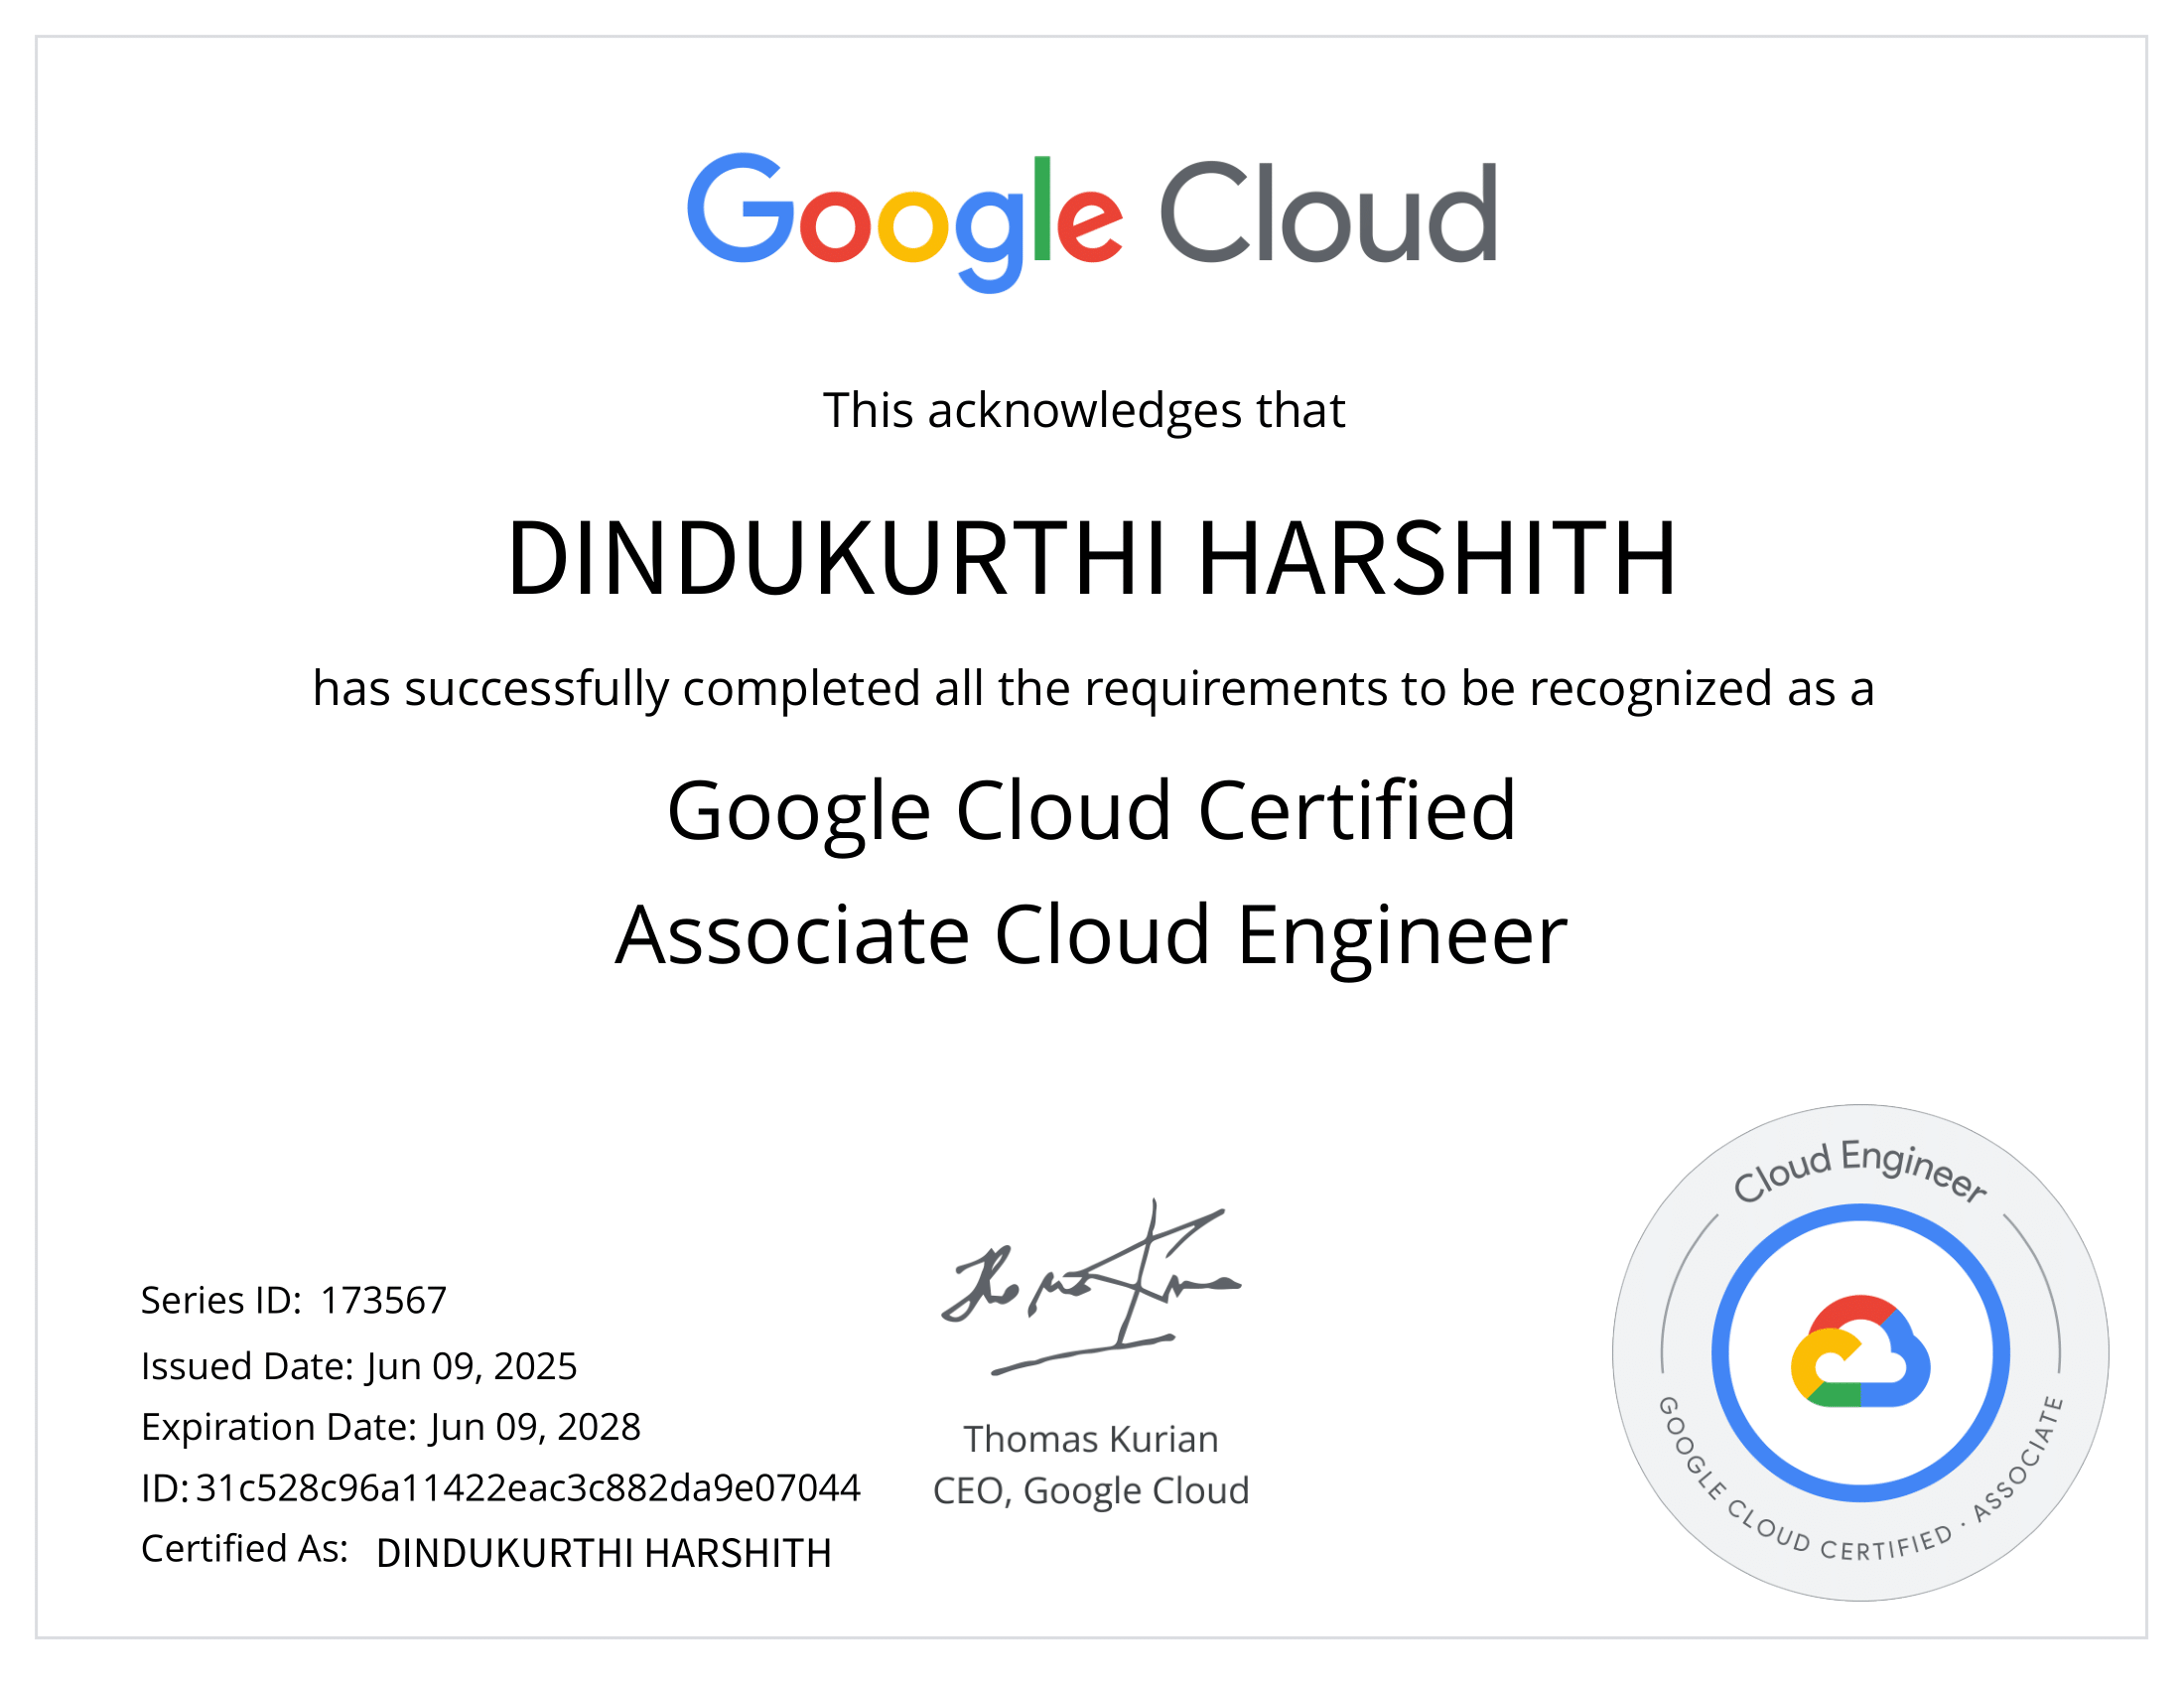 Google Cloud
This acknowledges that
DINDUKURTHI HARSHITH
has successfully completed all the requirements to be recognized as a
Google Cloud Certified
Associate Cloud Engineer
Series ID: 173567
Issued Date: Jun 09, 2025
Expiration Date: Jun 09, 2028
ID: 31c528c96a11422eac3c882da9e07044
Certified As: DINDUKURTHI HARSHITH
Thomas Kurian
CEO, Google Cloud
Cloud Engineer
GOOGLE CLOUD CERTIFIED · ASSOCIATE